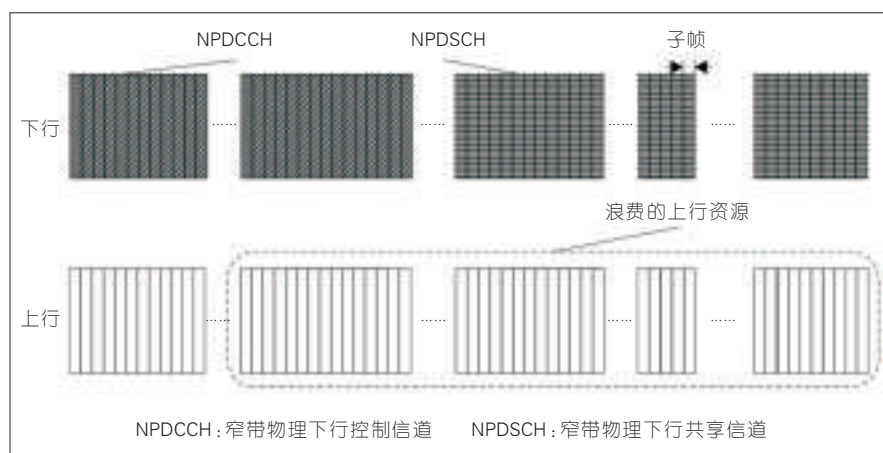 NPDCCH NPDSCH 子帧
下行 …… …… …… ……
浪费的上行资源
上行 …… …… …… ……
NPDCCH:窄带物理下行控制信道 NPDSCH:窄带物理下行共享信道